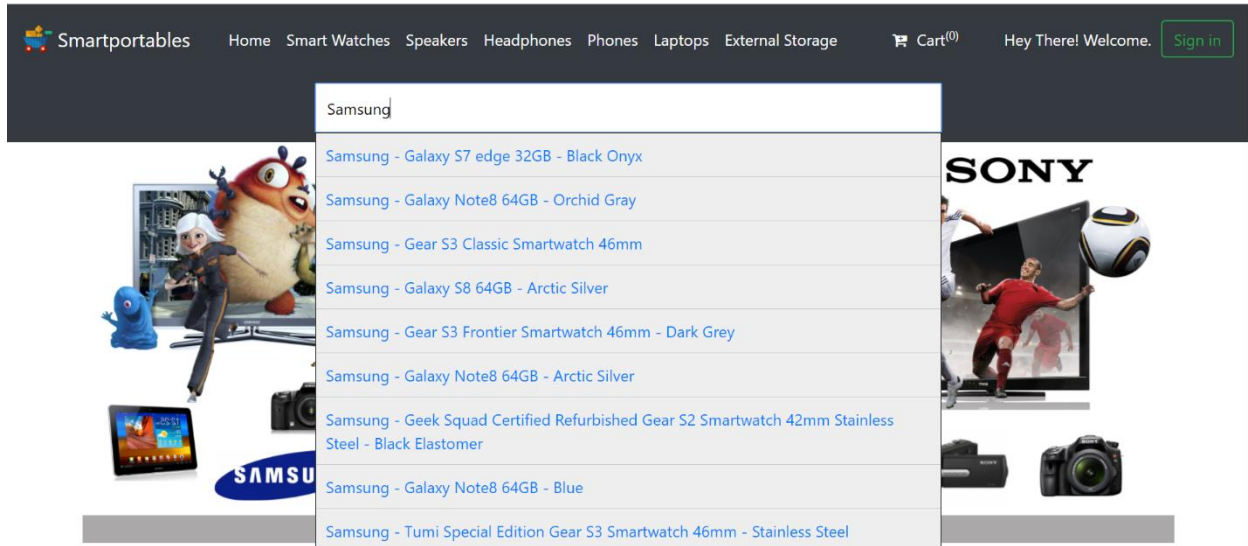 Smartportables Home Smart Watches Speakers Headphones Phones Laptops External Storage Cart(0) Hey There! Welcome. Sign in
Samsung
Samsung - Galaxy S7 edge 32GB - Black Onyx
SONY
Samsung - Galaxy Note8 64GB - Orchid Gray
Samsung - Gear S3 Classic Smartwatch 46mm
Samsung - Galaxy S8 64GB - Arctic Silver
Samsung - Gear S3 Frontier Smartwatch 46mm - Dark Grey
Samsung - Galaxy Note8 64GB - Arctic Silver
Samsung - Geek Squad Certified Refurbished Gear S2 Smartwatch 42mm Stainless
Steel - Black Elastomer
SAMSU
Samsung - Galaxy Note8 64GB - Blue
Samsung - Tumi Special Edition Gear S3 Smartwatch 46mm - Stainless Steel